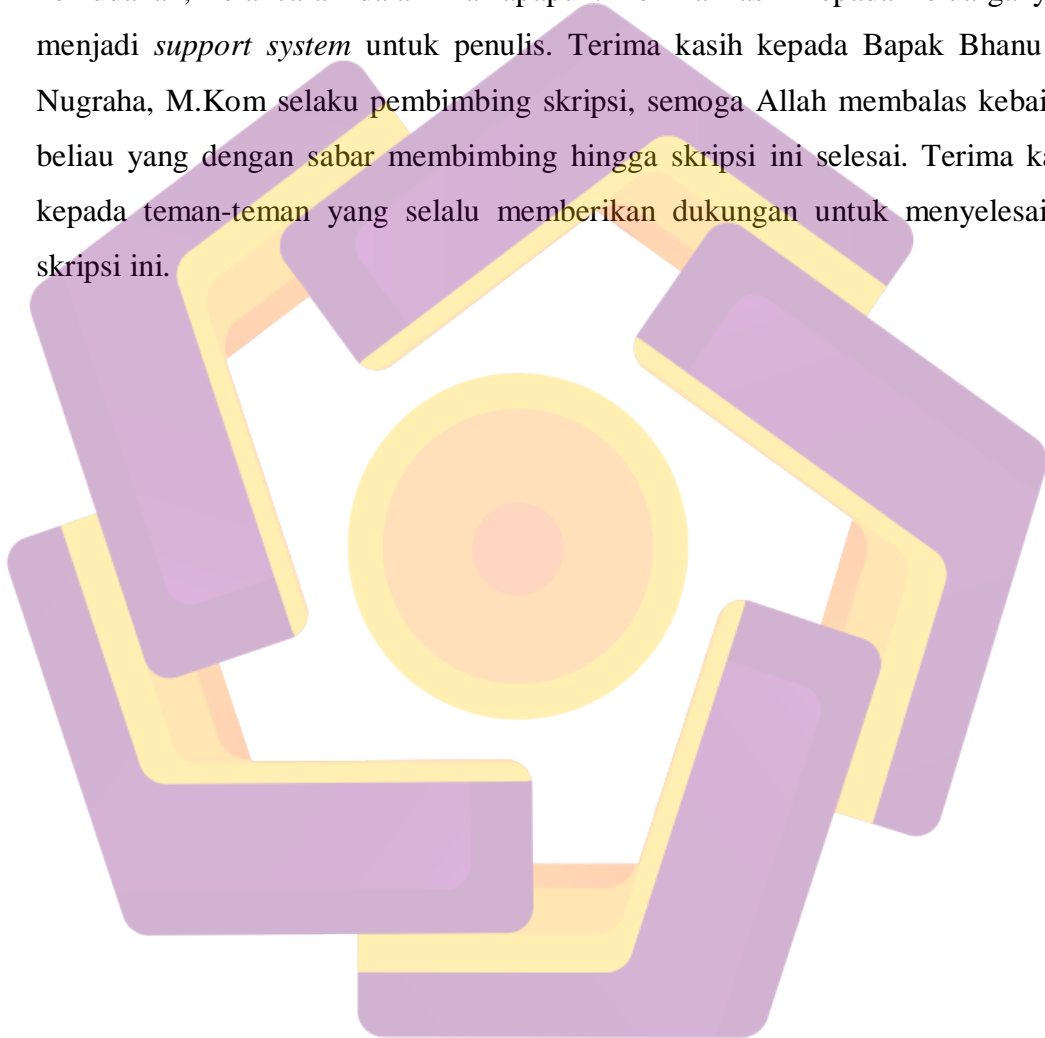 menjadi support system untuk penulis. Terima kasih kepada Bapak Bhanu
Nugraha, M.Kom selaku pembimbing skripsi, semoga Allah membalas
beliau yang dengan sabar membimbing hingga skripsi ini selesai. Terima
kepada teman-teman yang selalu memberikan dukungan untuk
skripsi ini.